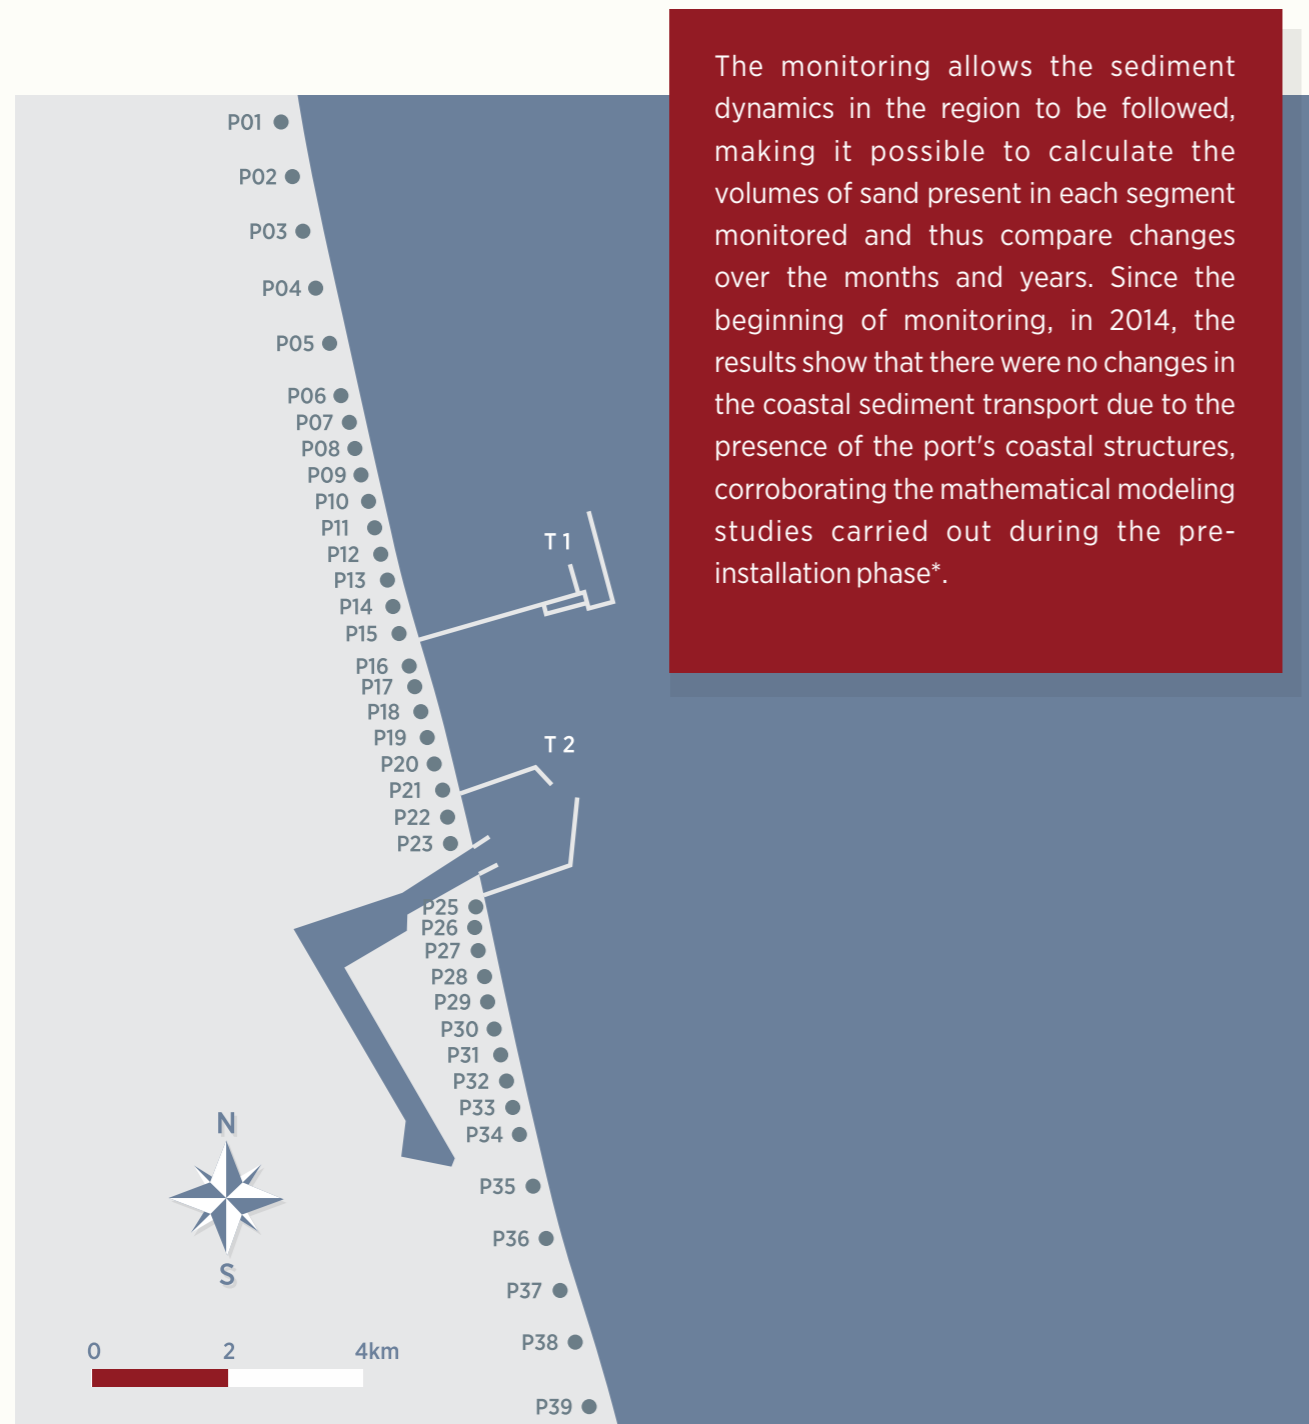 The monitoring allows the sediment
dynamics in the region to be followed,
making it possible to calculate the
volumes of sand present in each segment
monitored and thus compare changes
over the months and years. Since the
beginning of monitoring, in 2014, the
results show that there were no changes in
the coastal sediment transport due to the
presence of the port's coastal structures,
corroborating the mathematical modeling
studies carried out during the pre-
installation phase*.
P01
P02
P03
P04
P05
P06
P07
P08
P09
P10
P11
P12
P13
P14
P15
P16
P17
P18
P19
P20
P21
P22
P23
P25
P26
P27
P28
P29
P30
P31
P32
P33
P34
P35
P36
P37
P38
P39
T 1
T 2
N
S
0 2 4km